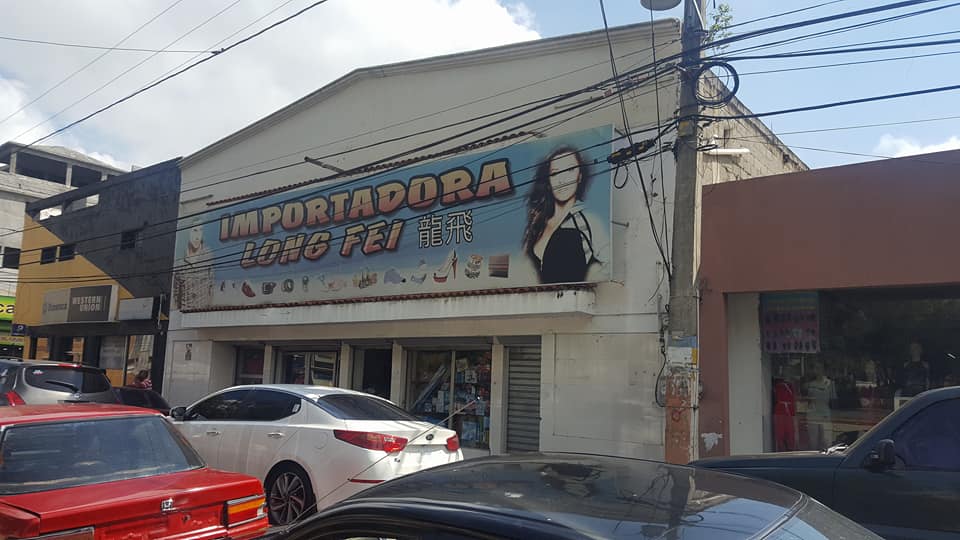 IMPORTADORA
LONG FEI 龍飛
WESTERN
UNION